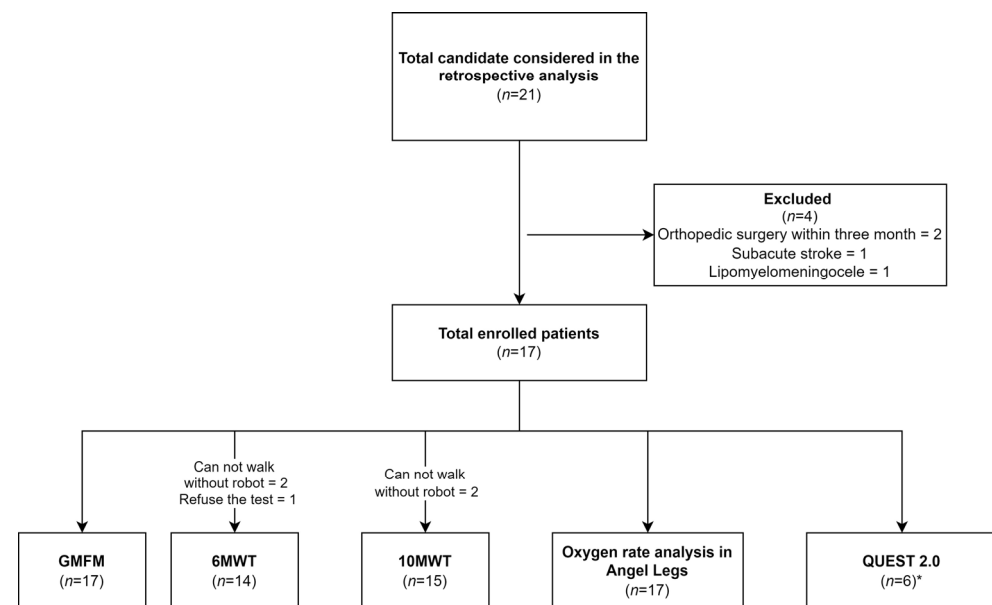 Total candidate considered in the
retrospective analysis
(n=21)
Excluded
(n=4)
Orthopedic surgery within three month = 2
Subacute stroke = 1
Lipomyelomeningocele = 1
Total enrolled patients
(n=17)
Can not walk
without robot = 2
Refuse the test = 1
Can not walk
without robot = 2
GMFM
(n=17)
6MWT
(n=14)
10MWT
(n=15)
Oxygen rate analysis in
Angel Legs
(n=17)
QUEST 2.0
(n=6)*